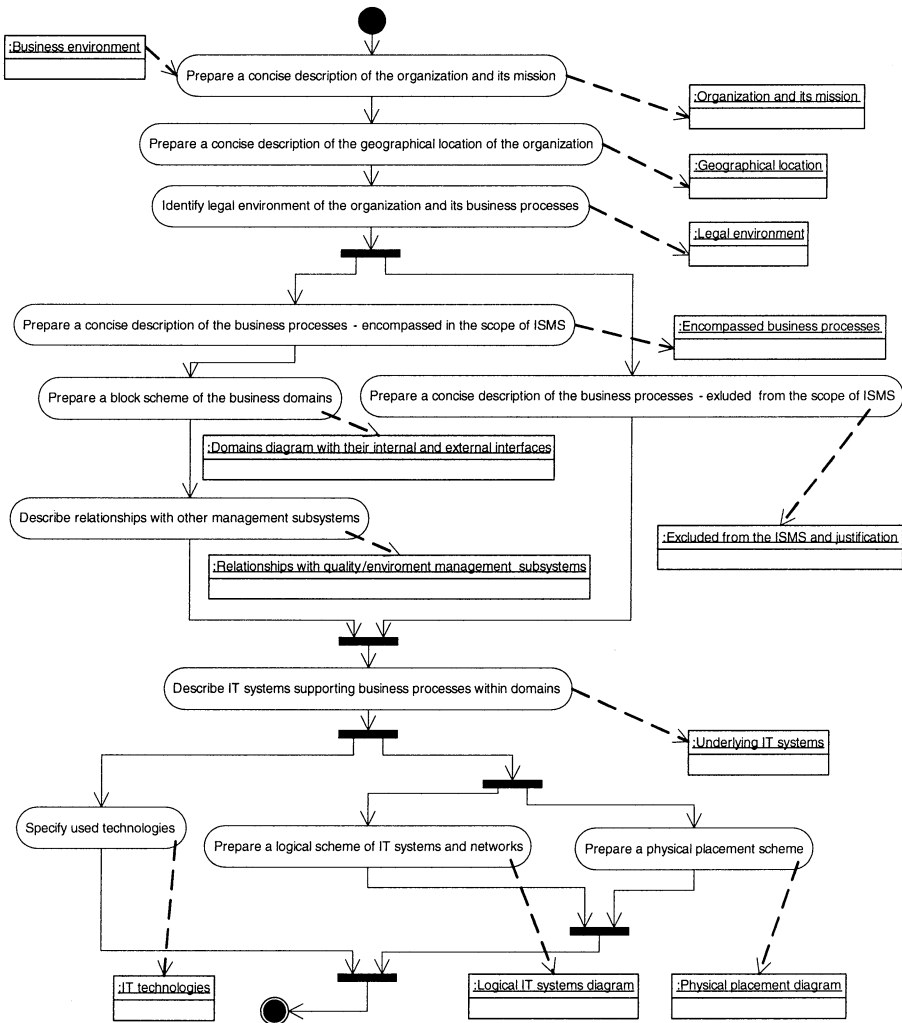 :Business environment
Prepare a concise description of the organization and its mission
:Organization and its mission
Prepare a concise description of the geographical location of the organization
:Geographical location
Identify legal environment of the organization and its business processes
:Legal environment
Prepare a concise description of the business processes - encompassed in the scope of ISMS
:Encompassed business processes
Prepare a block scheme of the business domains
Prepare a concise description of the business processes - exluded from the scope of ISMS
:Domains diagram with their internal and external interfaces
Describe relationships with other management subsystems
:Excluded from the ISMS and justification
:Relationships with quality/enviroment management subsystems
Describe IT systems supporting business processes within domains
:Underlying IT systems
Specify used technologies
Prepare a logical scheme of IT systems and networks
Prepare a physical placement scheme
:IT technologies
:Logical IT systems diagram
:Physical placement diagram